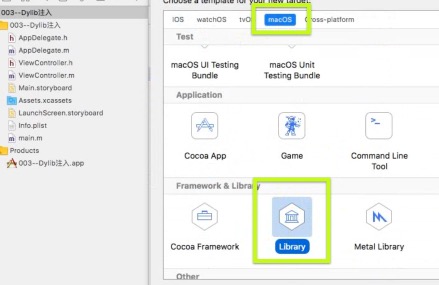 003--Dylib注入
003--Dylib注入
AppDelegate.h
AppDelegate.m
ViewController.h
ViewController.m
Main.storyboard
Assets.xcassets
LaunchScreen.storyboard
Info.plist
main.m
Products
003--Dylib注入.app
Choose a template for your new target:
iOS watchOS tvO macOS Cross-platform
Test
macOS UI Testing
Bundle
macOS Unit
Testing Bundle
Application
Cocoa App
Game
Command Line
Tool
Framework & Library
Cocoa Framework
Library
Metal Library
Other